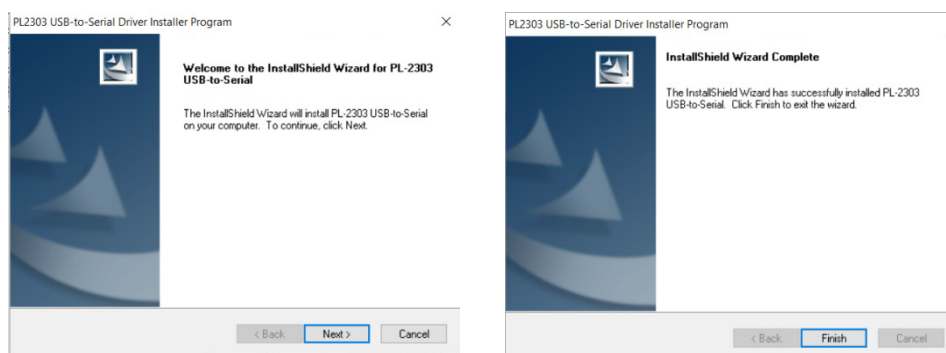 PL2303 USB-to-Serial Driver Installer Program
Welcome to the InstallShield Wizard for PL-2303
USB-to-Serial
The InstallShield Wizard will install PL-2303 USB-to-Serial
on your computer. To continue, click Next.
< Back
Next >
Cancel
PL2303 USB-to-Serial Driver Installer Program
InstallShield Wizard Complete
The InstallShield Wizard has successfully installed PL-2303
USB-to-Serial. Click Finish to exit the wizard.
< Back
Finish
Cancel